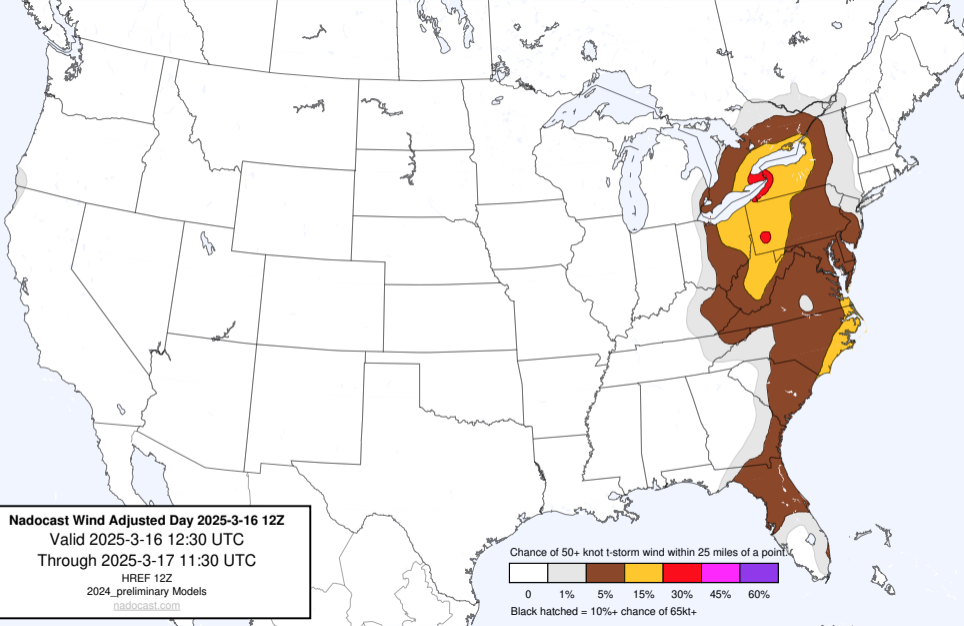 Nadocast Wind Adjusted Day 2025-3-16 12Z
Valid 2025-3-16 12:30 UTC
Through 2025-3-17 11:30 UTC
HREF 12Z
2024_preliminary Models
nadocast.com
Chance of 50+ knot t-storm wind within 25 miles of a point.
0 1% 5% 15% 30% 45% 60%
Black hatched = 10%+ chance of 65kt+